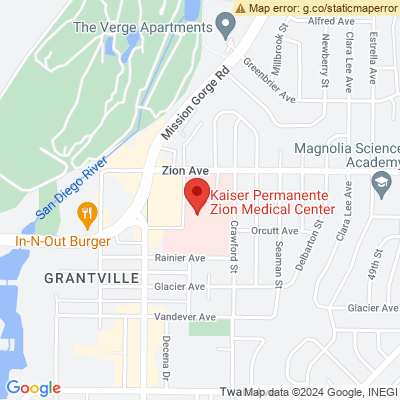 Map error: g.co/staticmaperror
The Verge Apartments
Alfred Ave
Millbrook St
Newberry St
Clara Lee Ave
Estrella Ave
Greenbrier Ave
Mission Gorge Rd
Magnolia Science
Academy
Zion Ave
San Diego River
Kaiser Permanente
Zion Medical Center
Clara Lee Ave
In-N-Out Burger
Orcutt Ave
Crawford St
Seaman St
Delbarton St
49th St
Rainier Ave
GRANTVILLE
Glacier Ave
Glacier Ave
Vandever Ave
Decena Dr
Google
Twa
Map data ©2024 Google, INEGI